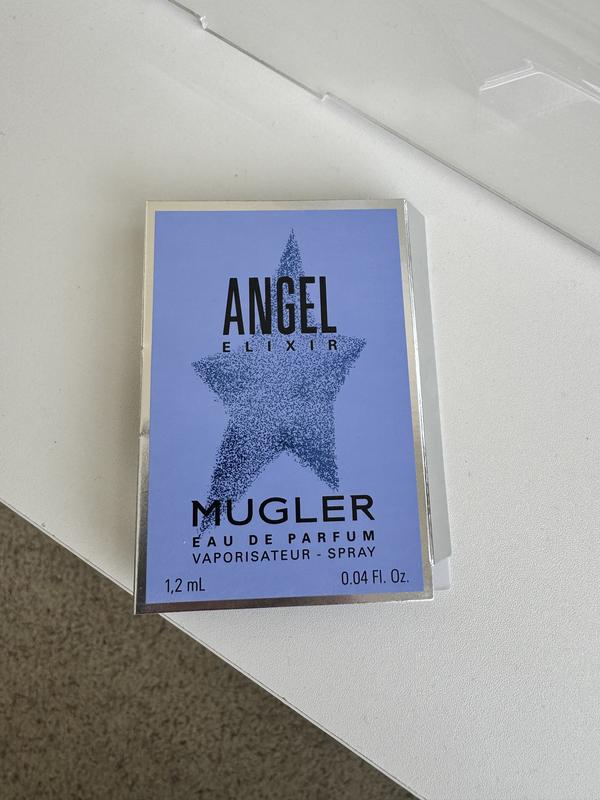 ANGEL
ELIXIR
MUGLER
EAU DE PARFUM
VAPORISATEUR - SPRAY
1,2 mL 0.04 Fl. Oz.